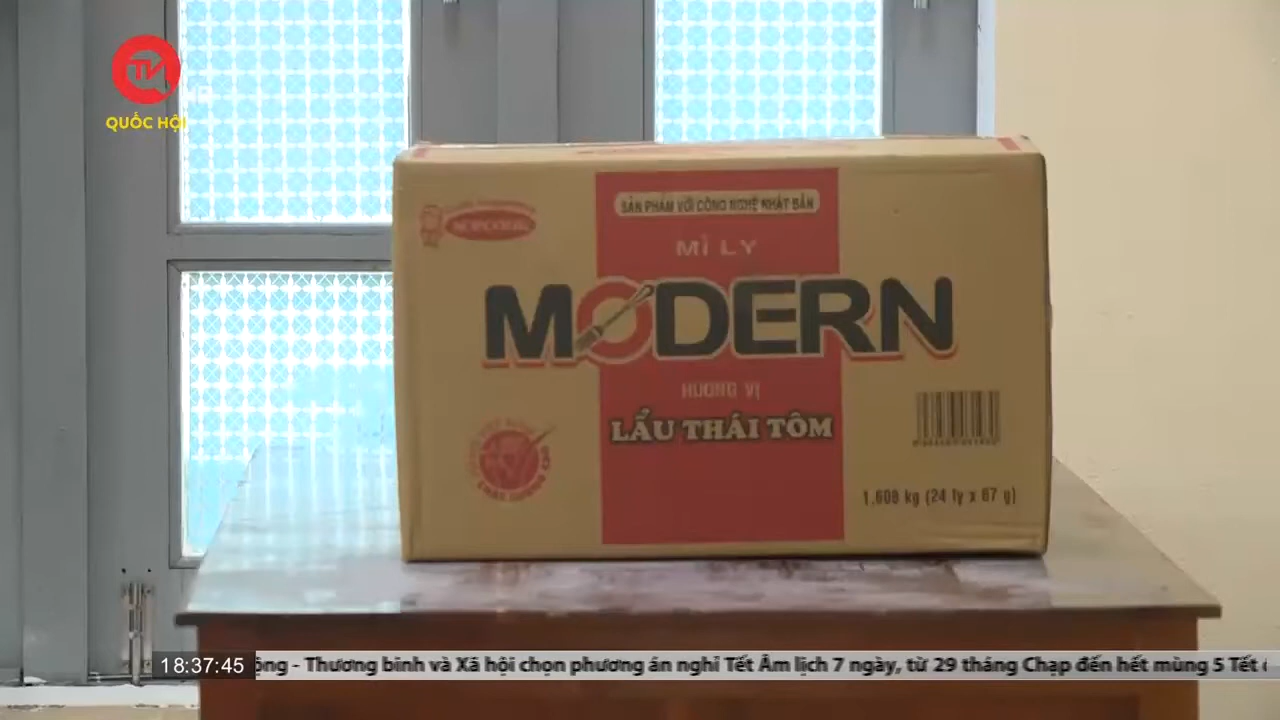 QUỐC HỘI
SẢN PHẨM VỚI CÔNG NGHỆ NHẬT BẢN
MÌ LY
MODERN
HƯƠNG VỊ
LẨU THÁI TÔM
1.608 kg (24 ly x 67 g)
18:37:45
ộng - Thương binh và Xã hội chọn phương án nghỉ Tết Âm lịch 7 ngày, từ 29 tháng Chạp đến hết mùng 5 Tết